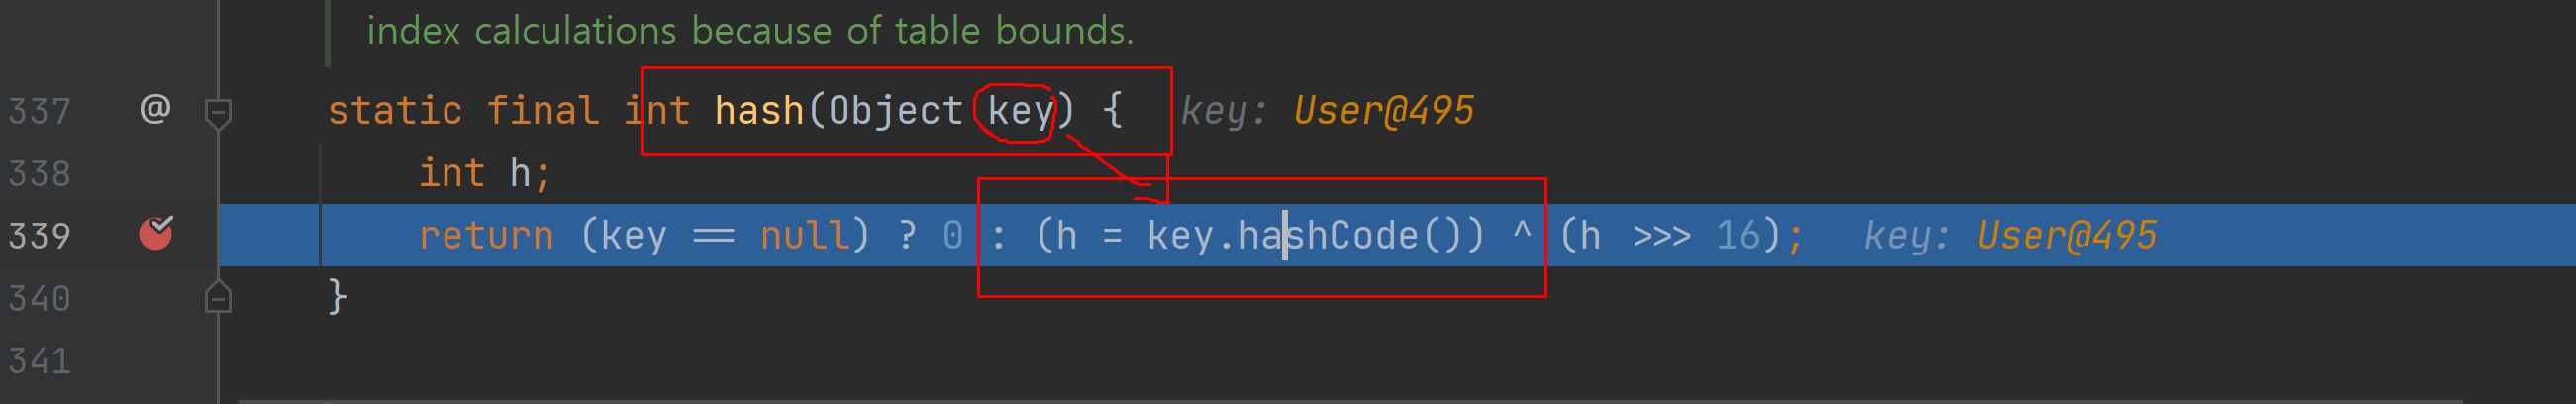 index calculations because of table bounds.
337 @ static final int hash(Object key) { key: User@495
338 int h;
339 return (key == null) ? 0 : (h = key.hashCode()) ^ (h >>> 16); key: User@495
340 }
341